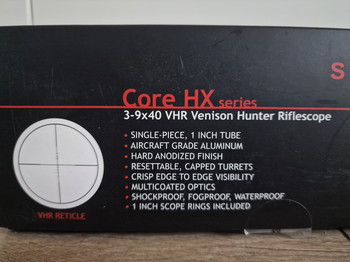 S
Core HX series
3-9x40 VHR Venison Hunter Riflescope
• SINGLE-PIECE, 1 INCH TUBE
• AIRCRAFT GRADE ALUMINUM
• HARD ANODIZED FINISH
• RESETTABLE, CAPPED TURRETS
• CRISP EDGE TO EDGE VISIBILITY
• MULTICOATED OPTICS
• SHOCKPROOF, FOGPROOF, WATERPROOF
• 1 INCH SCOPE RINGS INCLUDED
VHR RETICLE